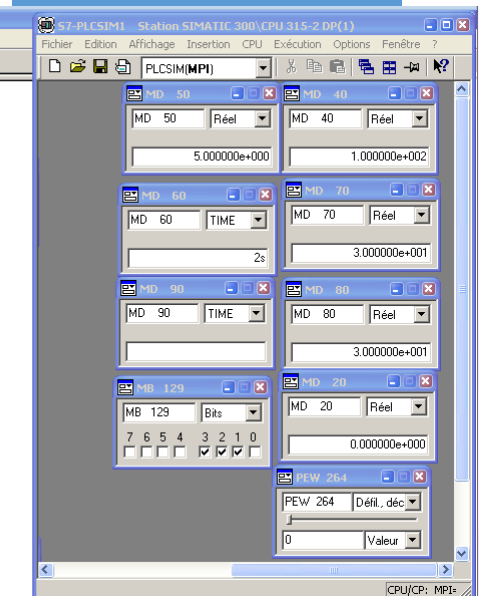 S7-PLCSIM1 Station SIMATIC 300\CPU 315-2 DP(1)
Fichier Edition Affichage Insertion CPU Exécution Options Fenêtre ?
PLCSIM(MPI)
MD 50
MD 50 Réel
5.000000e+000
MD 40
MD 40 Réel
1.000000e+002
MD 60
MD 60 TIME
2s
MD 70
MD 70 Réel
3.000000e+001
MD 90
MD 90 TIME
MD 80
MD 80 Réel
3.000000e+001
MB 129
MB 129 Bits
7 6 5 4 3 2 1 0
MD 20
MD 20 Réel
0.000000e+000
PEW 264
PEW 264 Défil., déc
0 Valeur
CPU/CP: MPI=